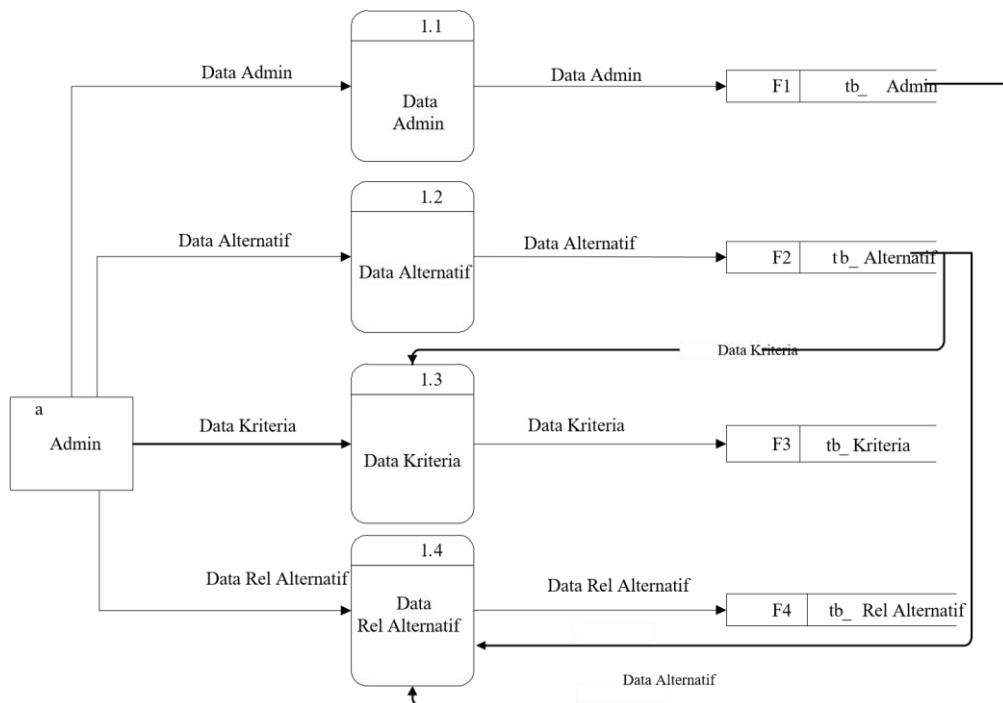 1.1
Data Admin
Data Admin
Data
Admin
F1
tb_ Admin
1.2
Data Alternatif
Data Alternatif
Data Alternatif
F2
tb_ Alternatif
Data Kriteria
1.3
a
Admin
Data Kriteria
Data Kriteria
Data Kriteria
F3
tb_ Kriteria
1.4
Data Rel Alternatif
Data Rel Alternatif
Data
Rel Alternatif
F4
tb_ Rel Alternatif
Data Alternatif